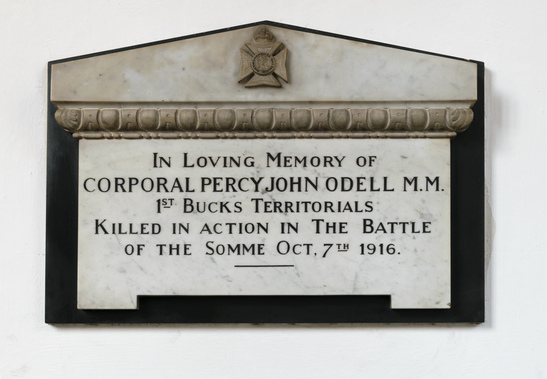 In Loving Memory of
CORPORAL PERCY JOHN ODELL M.M.
1ST Bucks Territorials
Killed in action in The Battle
of the Somme Oct, 7TH 1916.